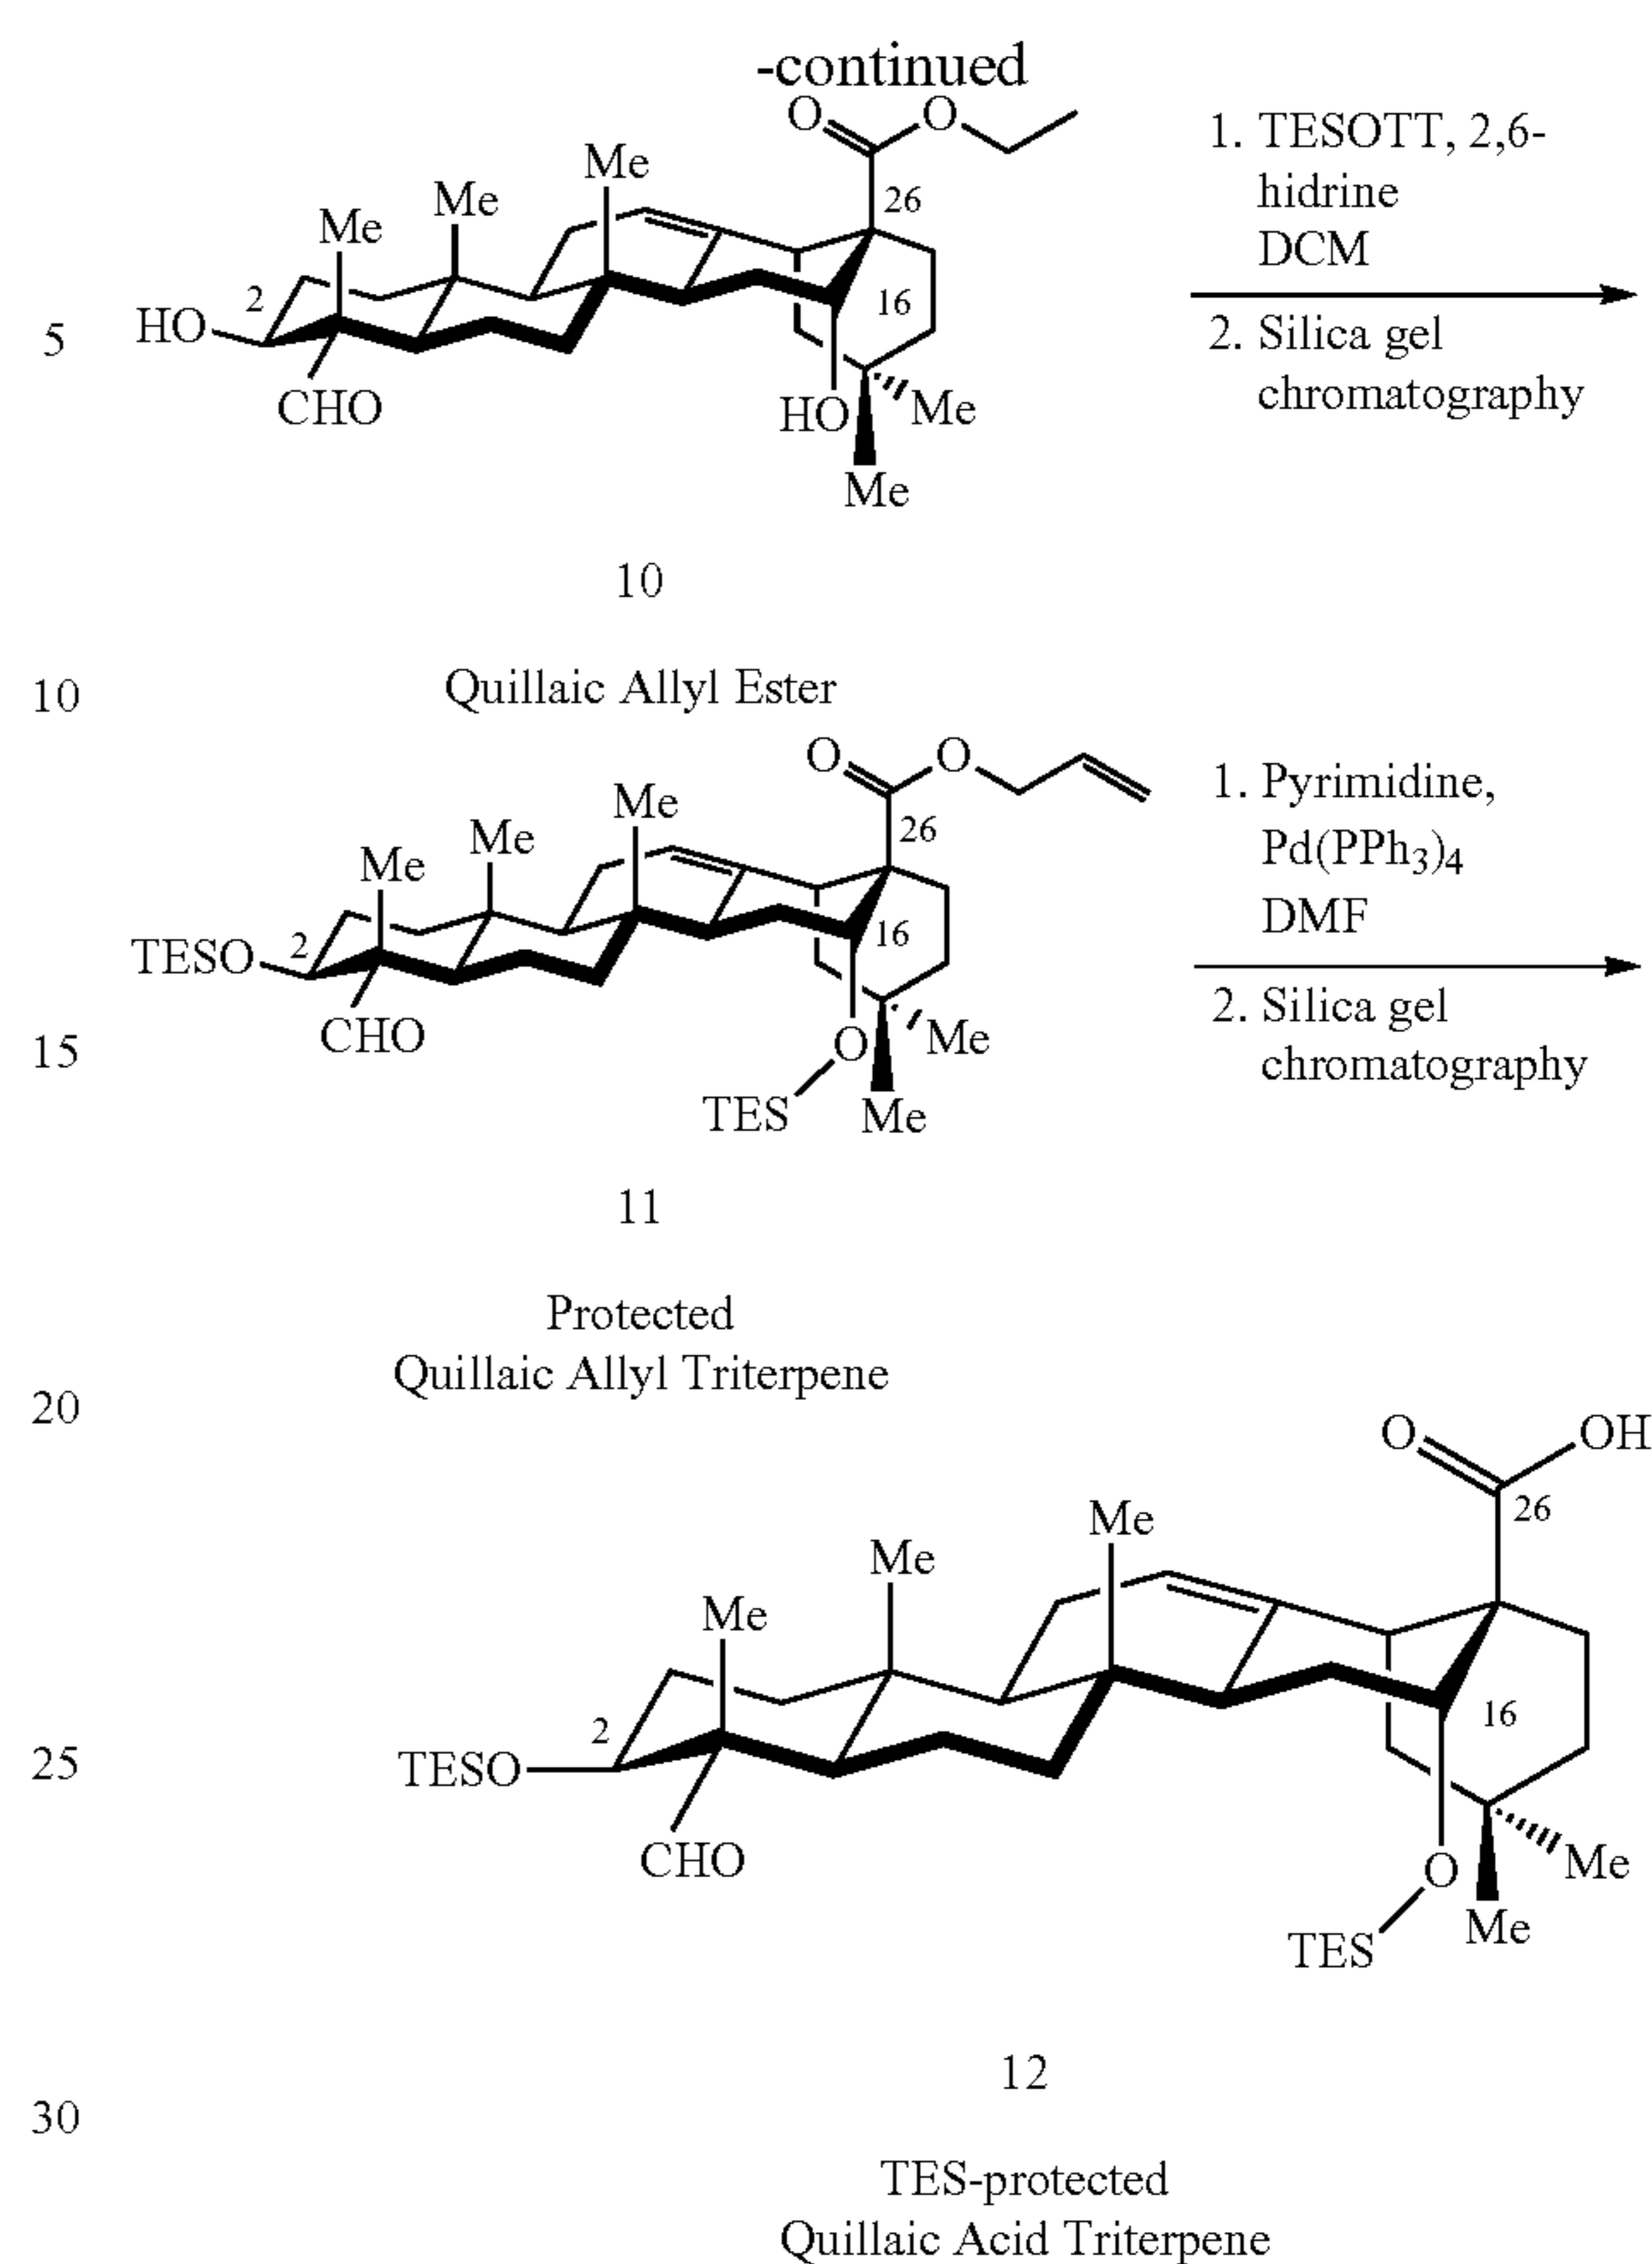 -continued
O
O
Me
26
Me
Me
2
HO
16
CHO
HO
Me
Me
1. TESOTT, 2,6-
hidrine
DCM
2. Silica gel
chromatography
5
10
10
Quillaic Allyl Ester
O
O
Me
26
Me
Me
2
TESO
16
CHO
O
Me
TES
Me
1. Pyrimidine,
Pd(PPh3)4
DMF
2. Silica gel
chromatography
15
11
Protected
Quillaic Allyl Triterpene
20
O
OH
26
Me
Me
Me
2
16
25
TESO
CHO
O
Me
TES
Me
12
30
TES-protected
Quillaic Acid Triterpene